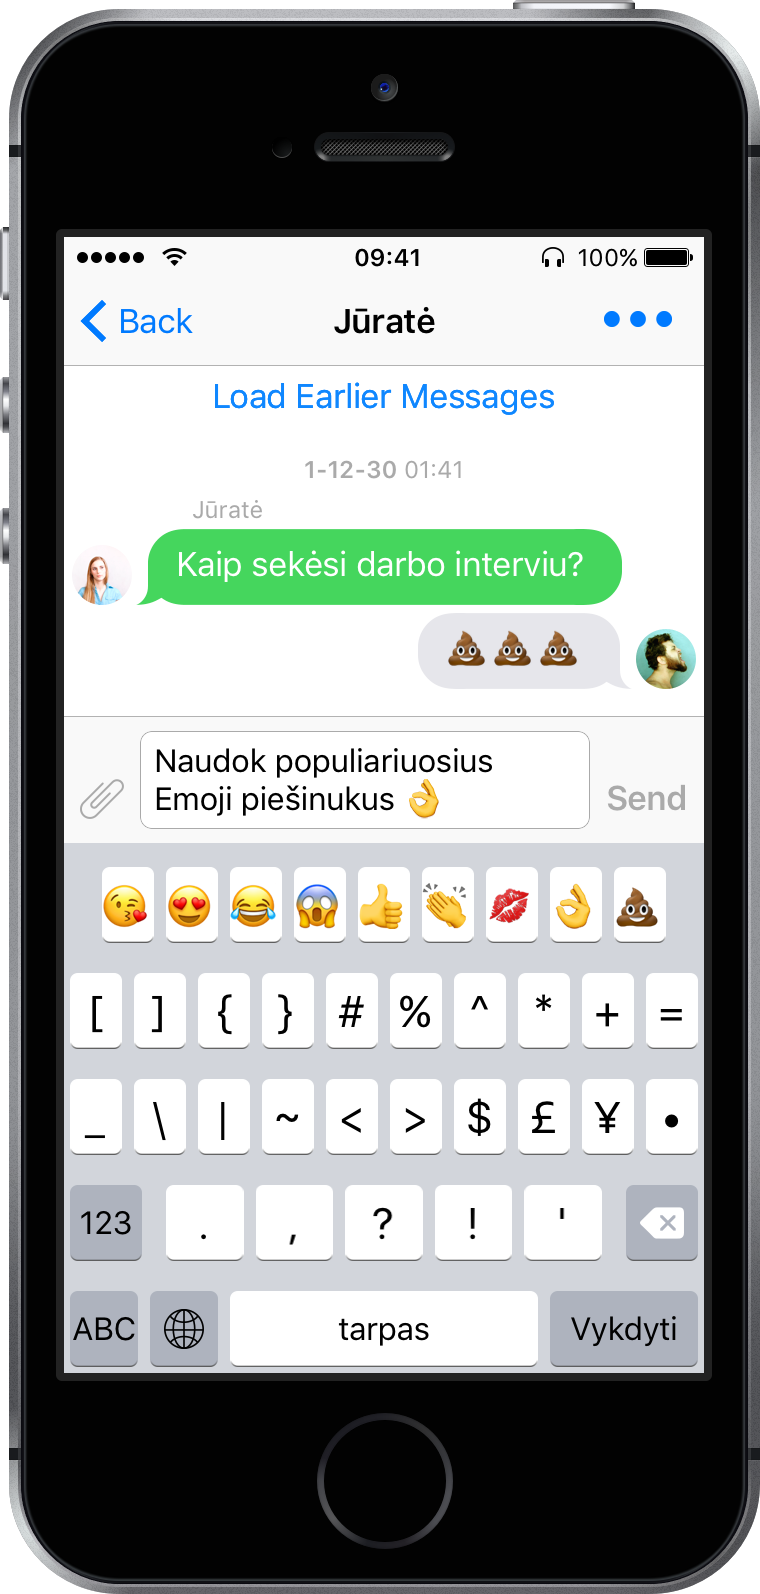 09:41 100%
Back Jūratė
Load Earlier Messages
1-12-30 01:41
Jūratė
Kaip sekėsi darbo interviu?
💩💩💩
Naudok populiariuosius
Emoji piešinukus 👌
Send
😘 😍 😂 😱 👍 👏 💋 👌 💩
[ ] { } # % ^ * + =
_ \ | ~ < > $ £ ¥ •
123 . , ? ! '
ABC tarpas Vykdyti